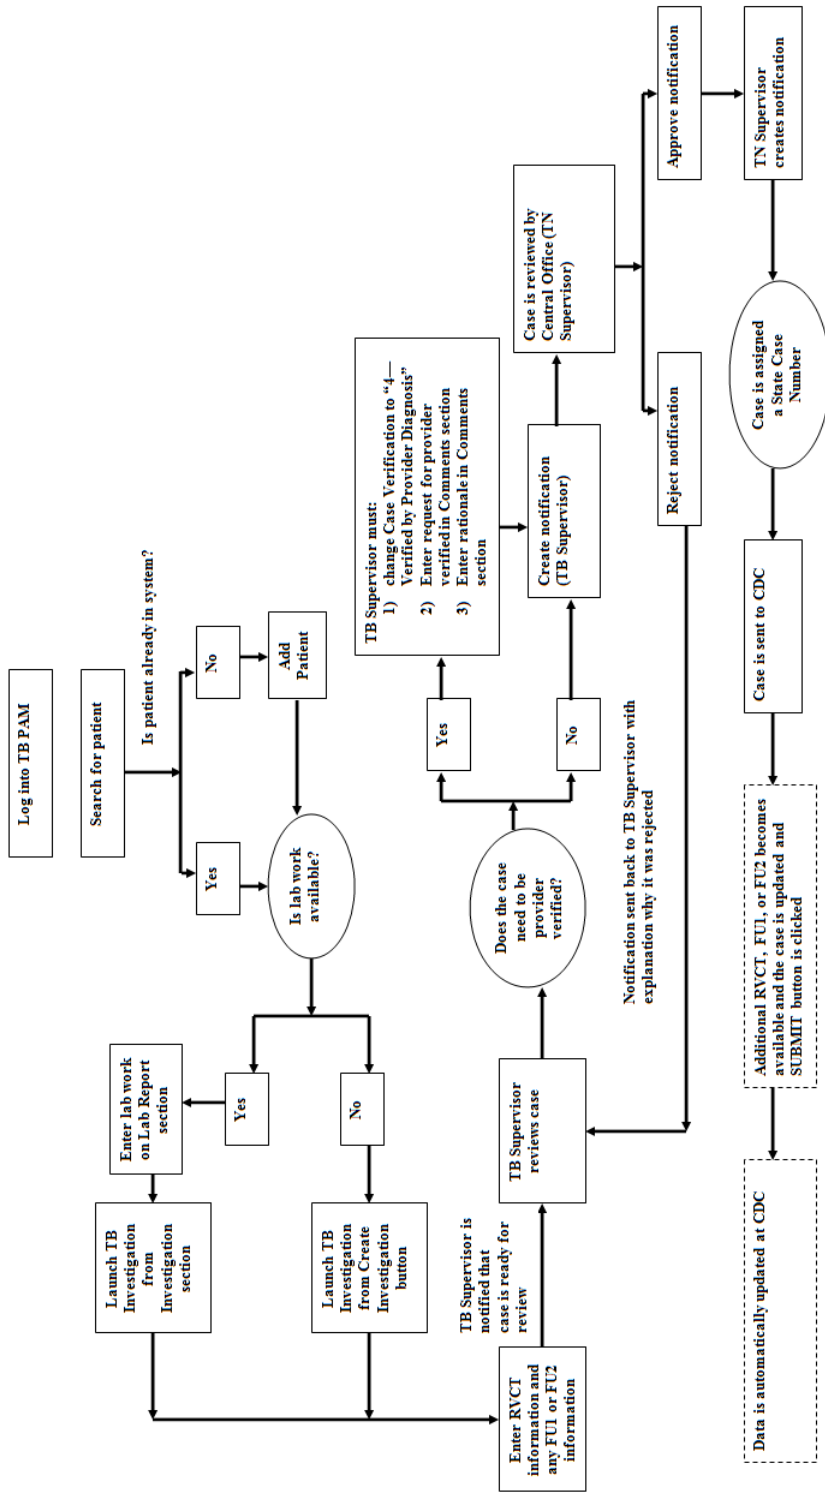 Log into TB PAM
Search for patient
Is patient already in system?
Yes
No
Add
Patient
Is lab work
available?
Yes
No
Enter lab work
on Lab Report
section
Launch TB
Investigation
from
Investigation
section
Launch TB
Investigation
from Create
Investigation
button
Enter RVCT
information and
any FU1 or FU2
information
TB Supervisor is
notified that
case is ready for
review
TB Supervisor
reviews case
Does the case
need to be
provider
verified?
Yes
No
TB Supervisor must:
1) change Case Verification to “4—
Verified by Provider Diagnosis”
2) Enter request for provider
verified in Comments section
3) Enter rationale in Comments
section
Create notification
(TB Supervisor)
Case is reviewed by
Central Office (TN
Supervisor)
Reject notification
Approve notification
Notification sent back to TB Supervisor with
explanation why it was rejected
TN Supervisor
creates notification
Case is assigned
a State Case
Number
Case is sent to CDC
Additional RVCT, FU1, or FU2 becomes
available and the case is updated and
SUBMIT button is clicked
Data is automatically updated at CDC